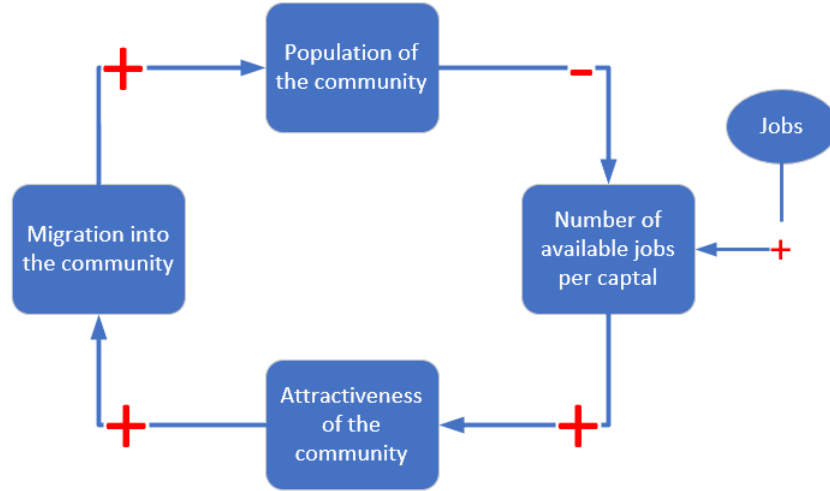 Population of
the community
+
-
Jobs
Migration into
the community
Number of
available jobs
per captal
+
Attractiveness
of the
community
+
+